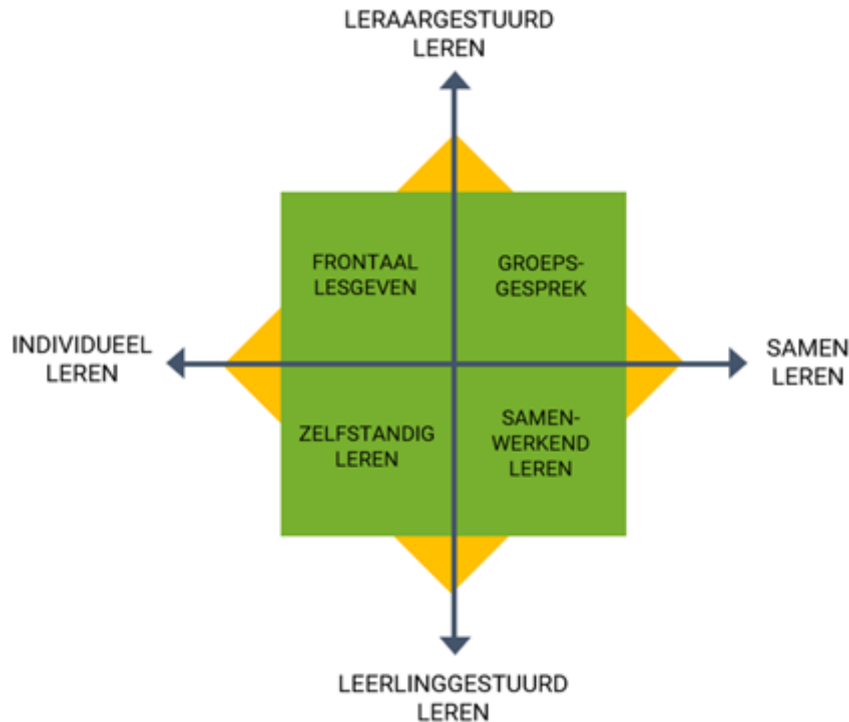 LERAARGESTUURD
LEREN
FRONTAAL
LESGEVEN
GROEPS-
GESPREK
INDIVIDUEEL
LEREN
SAMEN
LEREN
ZELFSTANDIG
LEREN
SAMEN-
WERKEND
LEREN
LEERLINGGESTUURD
LEREN